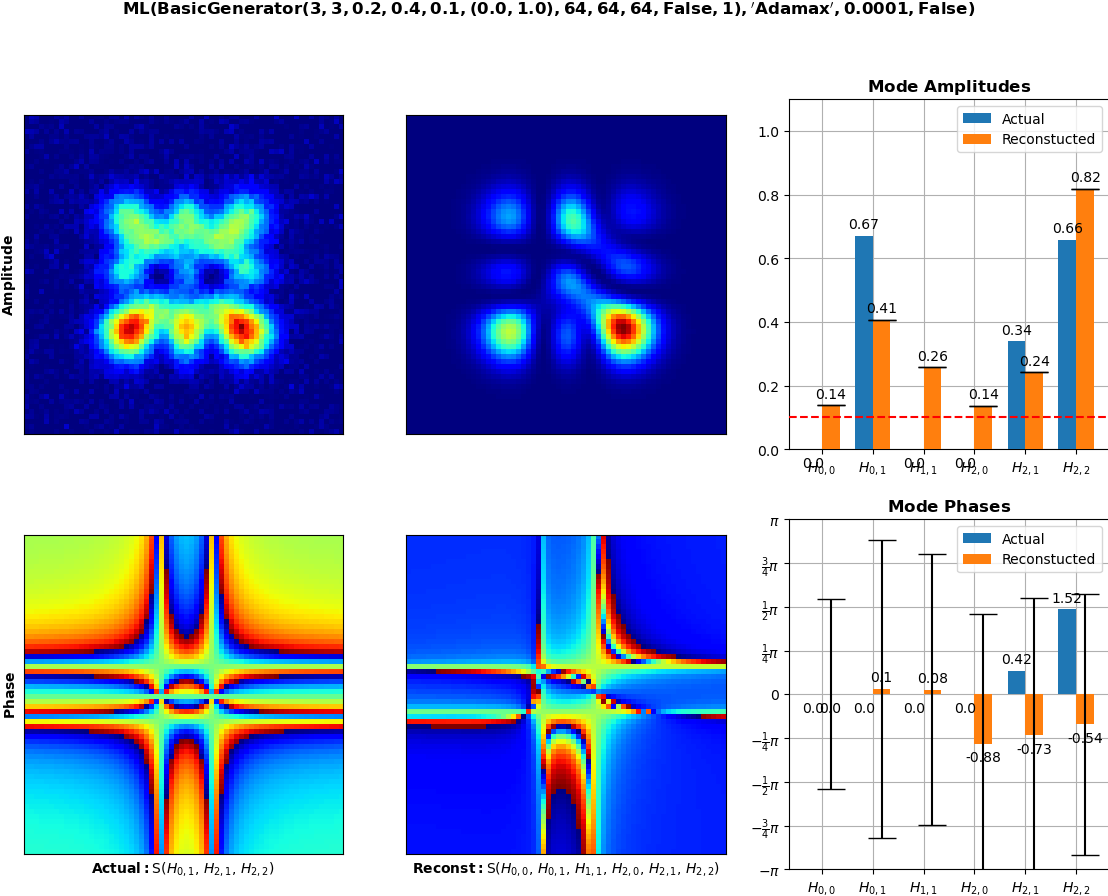 ML(BasicGenerator(3, 3, 0.2, 0.4, 0.1, (0.0, 1.0), 64, 64, 64, False, 1), ′Adamax′, 0.0001, False)
Amplitude
Mode Amplitudes
Actual
Reconstucted
1.0
0.8
0.6
0.4
0.2
0.0
0.0 0.14
0.67 0.41
0.0 0.26
0.0 0.14
0.34 0.24
0.66 0.82
H0,0 H0,1 H1,1 H2,0 H2,1 H2,2
Phase
Actual: S(H0,1, H2,1, H2,2)
Reconst: S(H0,0, H0,1, H1,1, H2,0, H2,1, H2,2)
Mode Phases
Actual
Reconstucted
π
3/4π
1/2π
1/4π
0
−1/4π
−1/2π
−3/4π
−π
0.0 0.0
0.0 0.1
0.0 0.08
0.0 -0.88
0.42 -0.73
1.52 -0.54
H0,0 H0,1 H1,1 H2,0 H2,1 H2,2